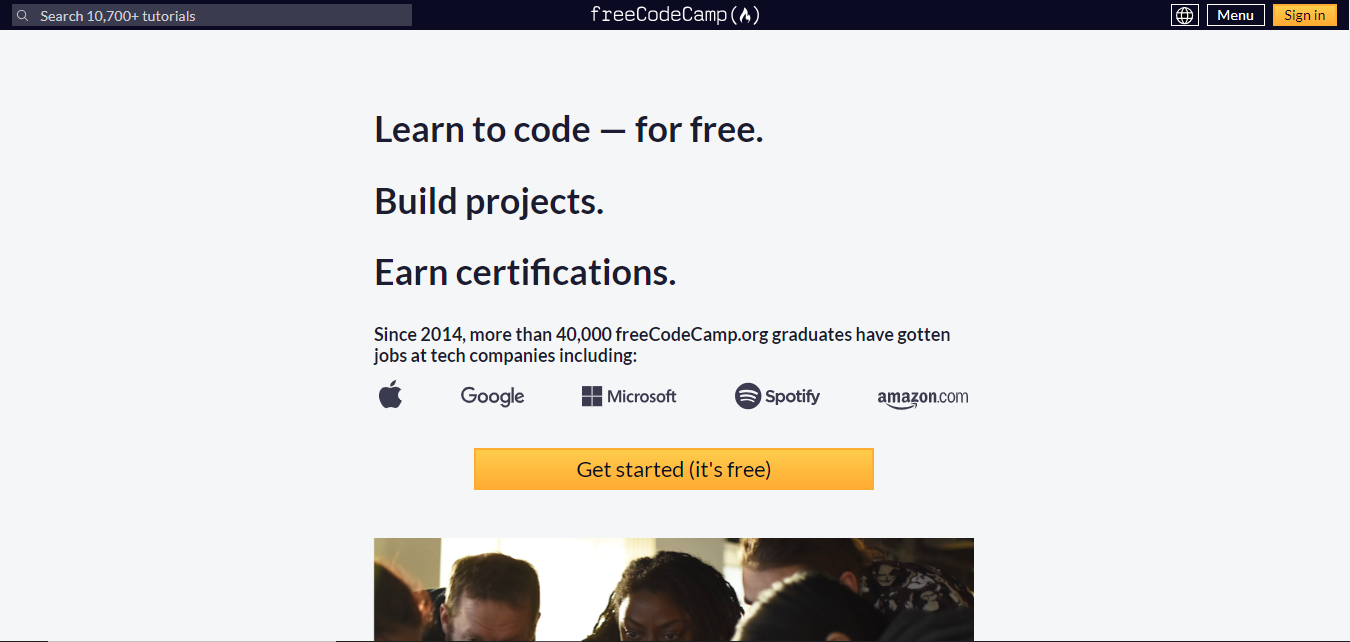 Search 10,700+ tutorials
freeCodeCamp(🔥)
Menu
Sign in
Learn to code — for free.
Build projects.
Earn certifications.
Since 2014, more than 40,000 freeCodeCamp.org graduates have gotten
jobs at tech companies including:
Google
Microsoft
Spotify
amazon.com
Get started (it's free)